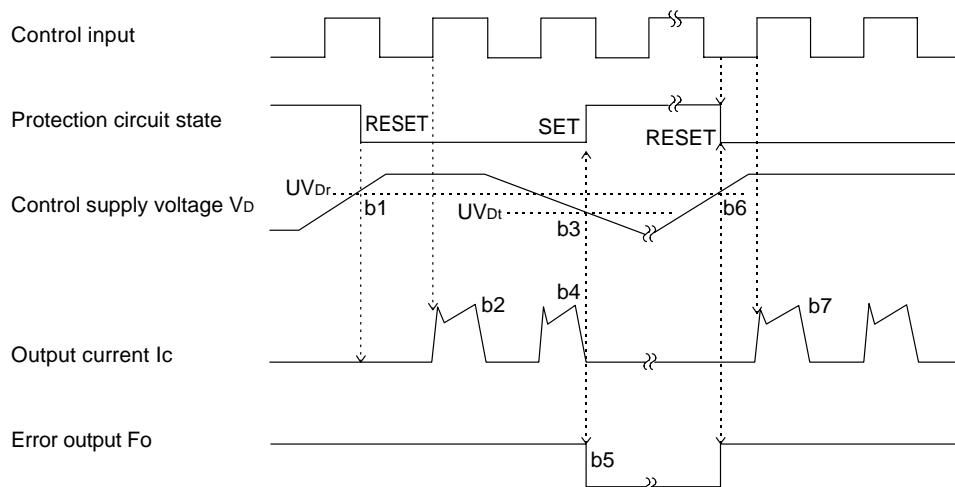 Control input
Protection circuit state
RESET
SET
RESET
UVDr
Control supply voltage VD
b1
UVDt
b3
b6
b2
b4
b7
Output current Ic
Error output Fo
b5